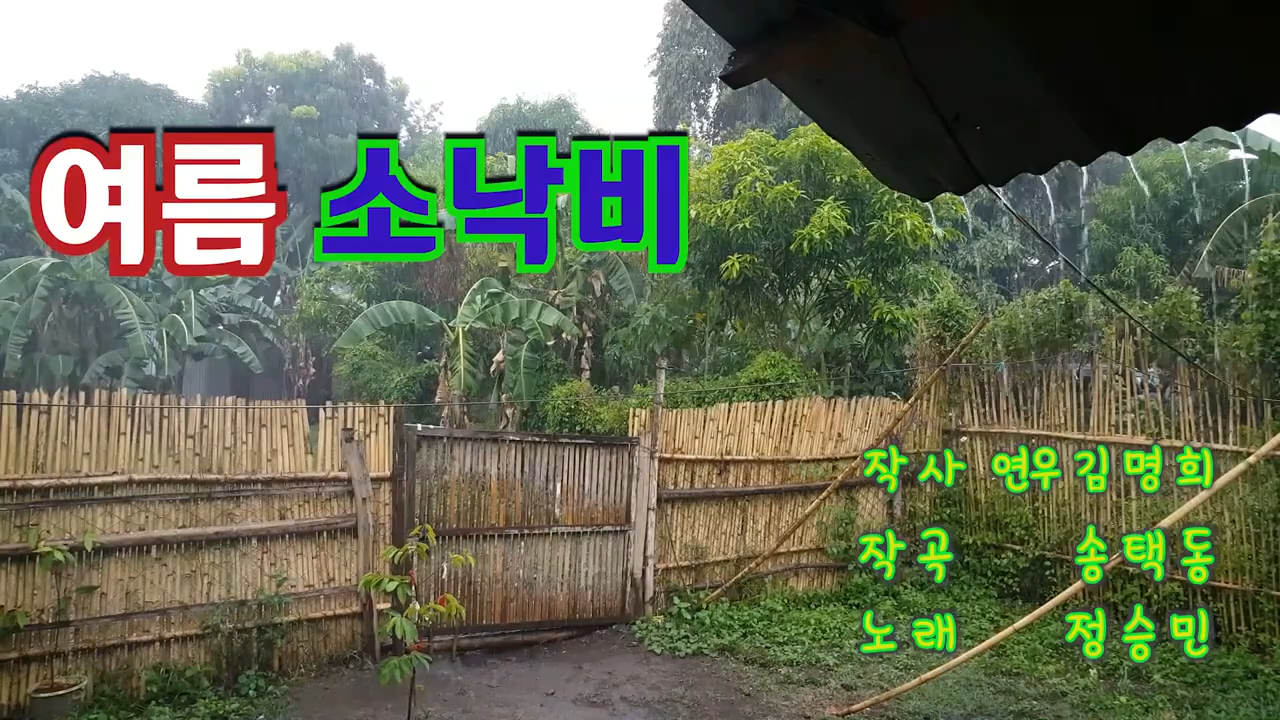 여름 소낙비
작사 연우김명희
작곡 송택동
노래 정승민